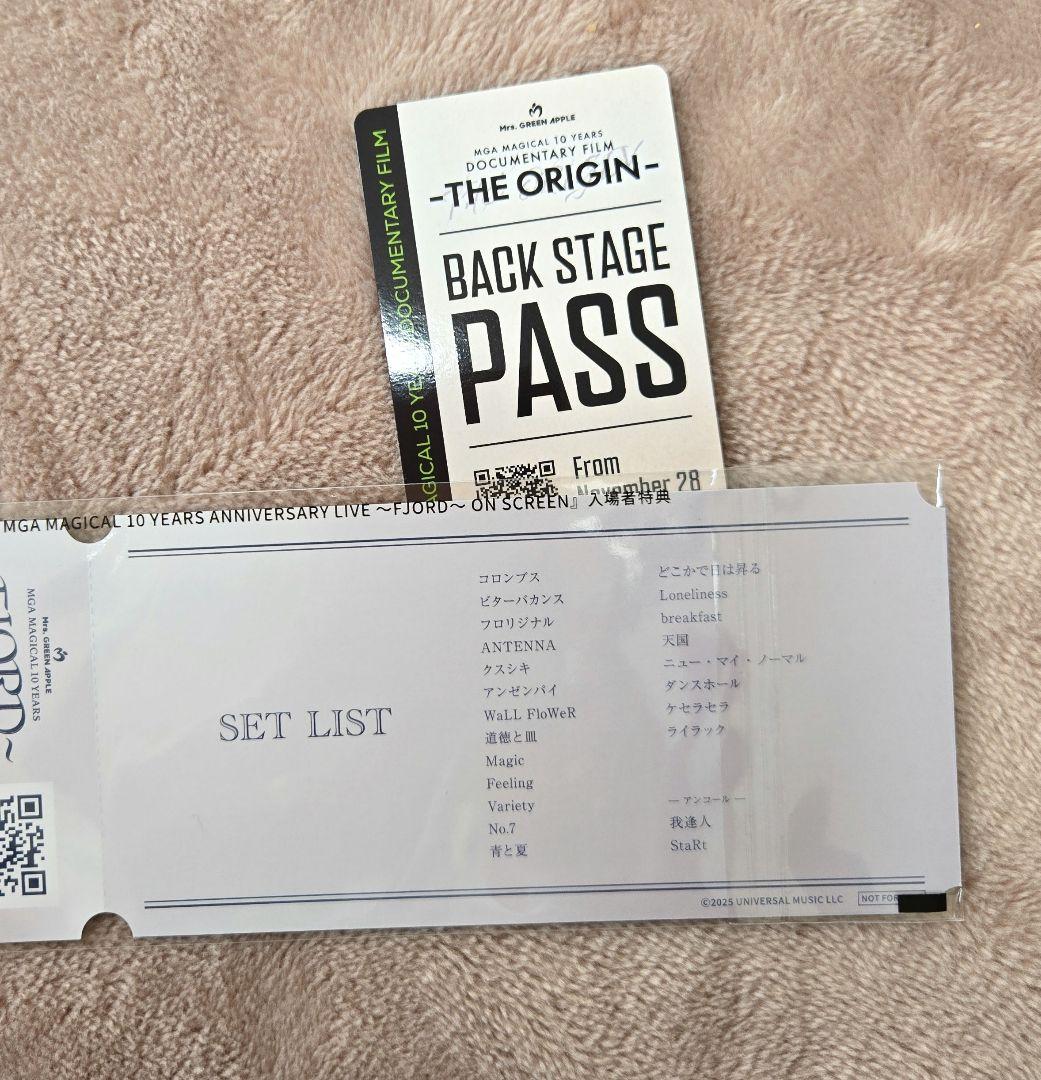 Mrs. GREEN APPLE
MGA MAGICAL 10 YEARS
DOCUMENTARY FILM
-THE ORIGIN-
BACK STAGE
PASS
From
November 28
AGICAL 10 YEA DOCUMENTARY FILM
MGA MAGICAL 10 YEARS ANNIVERSARY LIVE ～FJORD～ ON SCREEN』入場者特典
Mrs. GREEN APPLE
MGA MAGICAL 10 YEARS
FJORD～
SET LIST
コロンブス
ビターバカンス
フロリジナル
ANTENNA
クスシキ
アンゼンパイ
WaLL FloWeR
道徳と皿
Magic
Feeling
Variety
No.7
青と夏
どこかで日は昇る
Loneliness
breakfast
天国
ニュー・マイ・ノーマル
ダンスホール
ケセラセラ
ライラック
― アンコール ―
我逢人
StaRt
©2025 UNIVERSAL MUSIC LLC
NOT FOR